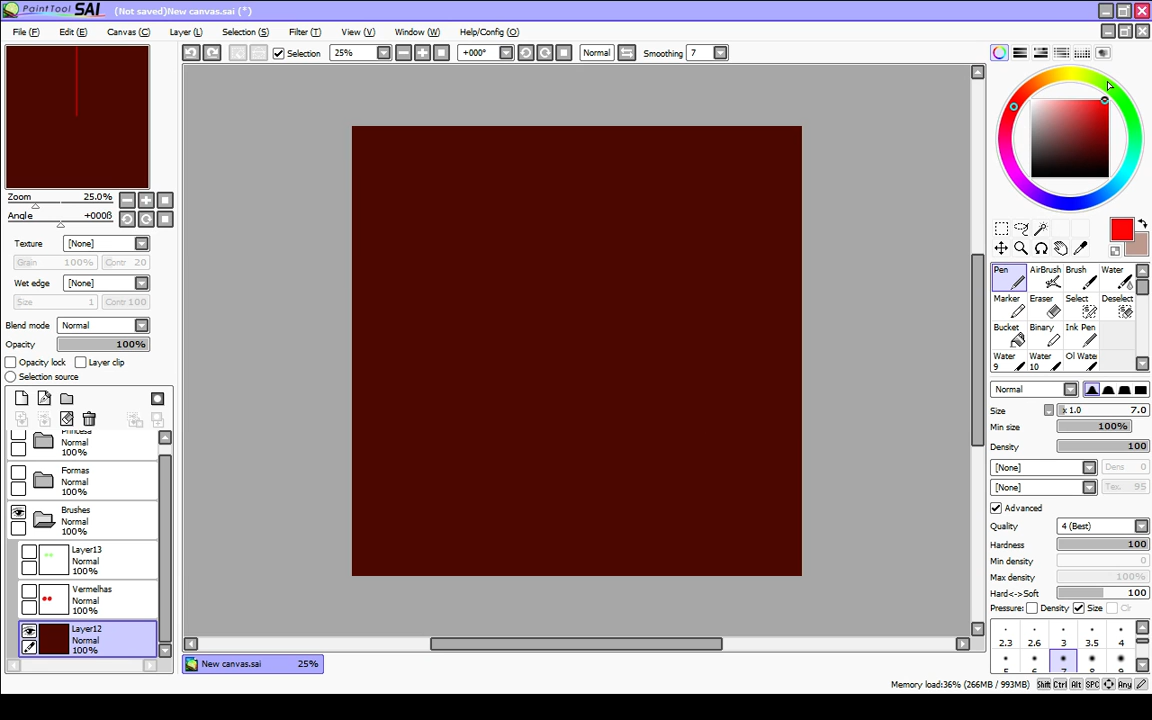 PaintTool SAI (Not saved)New canvas.sai (*)
File (F) Edit (E) Canvas (C) Layer (L) Selection (S) Filter (T) View (V) Window (W) Help/Config (O)
Selection 25% +000° Normal Smoothing 7
Zoom 25.0%
Angle +000ß
Texture [None]
Grain 100% Contr 20
Wet edge [None]
Size 1 Contr 100
Blend mode Normal
Opacity 100%
Opacity lock Layer clip
Selection source
Princesa
Normal
100%
Formas
Normal
100%
Brushes
Normal
100%
Layer13
Normal
100%
Vermelhas
Normal
100%
Layer12
Normal
100%
New canvas.sai 25%
Pen AirBrush Brush Water
Marker Eraser Select Deselect
Bucket Binary Ink Pen
Water 9 Water 10 Ol Wate
Normal
Size x 1.0 7.0
Min size 100%
Density 100
[None] Dens 0
[None] Tex. 95
Advanced
Quality 4 (Best)
Hardness 100
Min density 0
Max density 100%
Hard<->Soft 100
Pressure: Density Size Clr
2.3 2.6 3 3.5 4
Memory load:36% (266MB / 993MB) Shift Ctrl Alt SPC Any